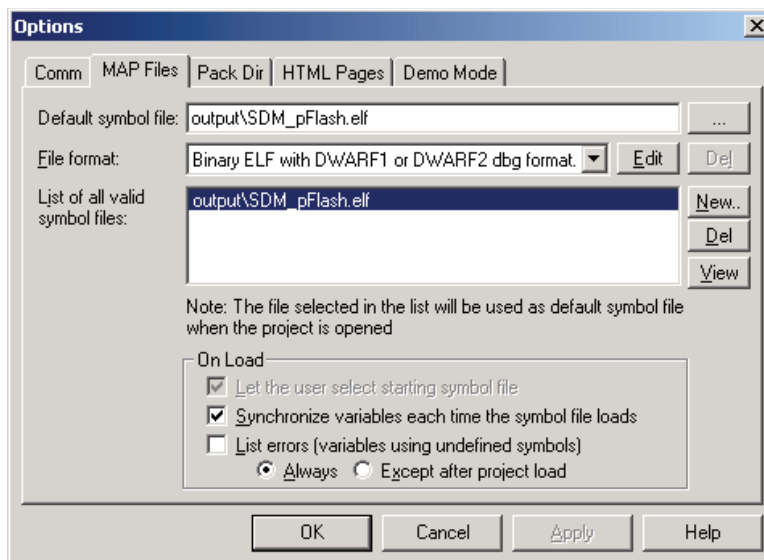 Options
Comm MAP Files Pack Dir HTML Pages Demo Mode
Default symbol file: output\SDM_pFlash.elf ...
File format: Binary ELF with DWARF1 or DWARF2 dbg format. Edit Del
List of all valid symbol files: output\SDM_pFlash.elf New..
Del
View
Note: The file selected in the list will be used as default symbol file
when the project is opened
On Load
Let the user select starting symbol file
Synchronize variables each time the symbol file loads
List errors (variables using undefined symbols)
Always Except after project load
OK Cancel Apply Help